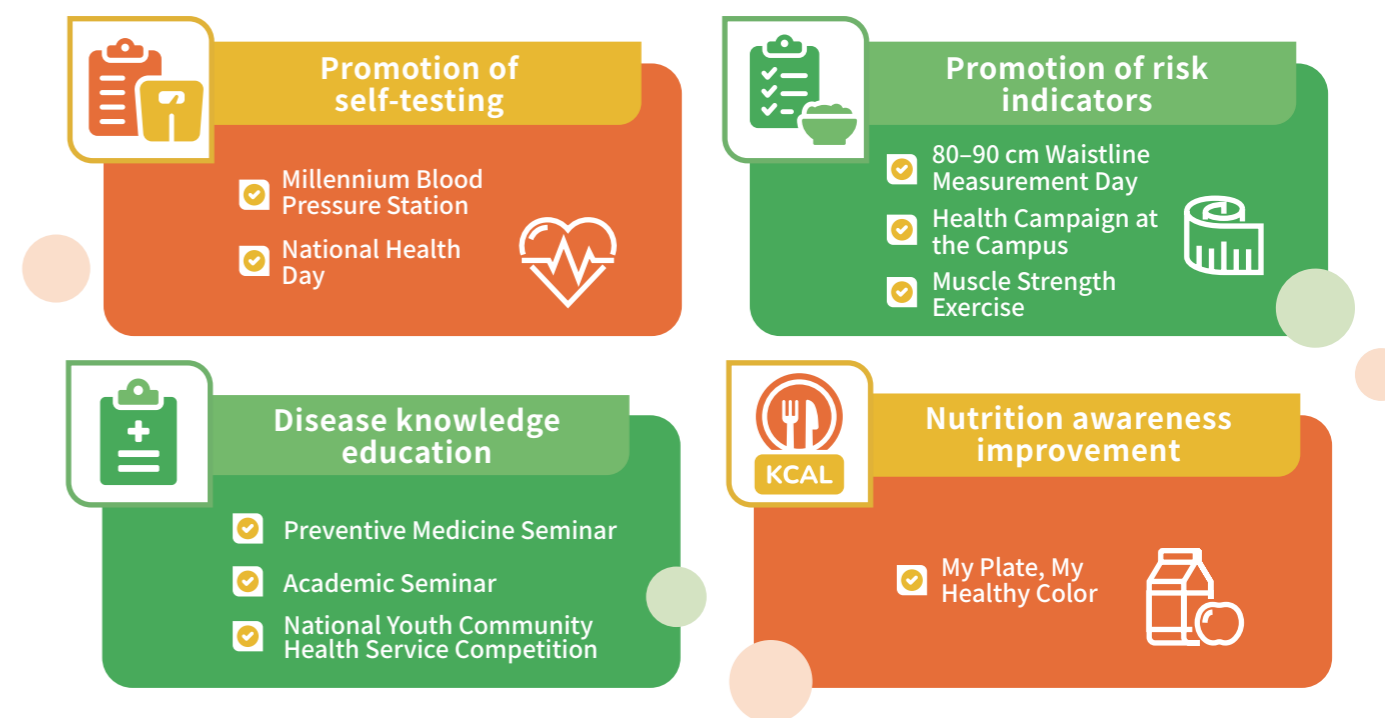 Promotion of
self-testing
Millennium Blood
Pressure Station
National Health
Day
Promotion of risk
indicators
80–90 cm Waistline
Measurement Day
Health Campaign at
the Campus
Muscle Strength
Exercise
Disease knowledge
education
Preventive Medicine Seminar
Academic Seminar
National Youth Community
Health Service Competition
KCAL
Nutrition awareness
improvement
My Plate, My
Healthy Color